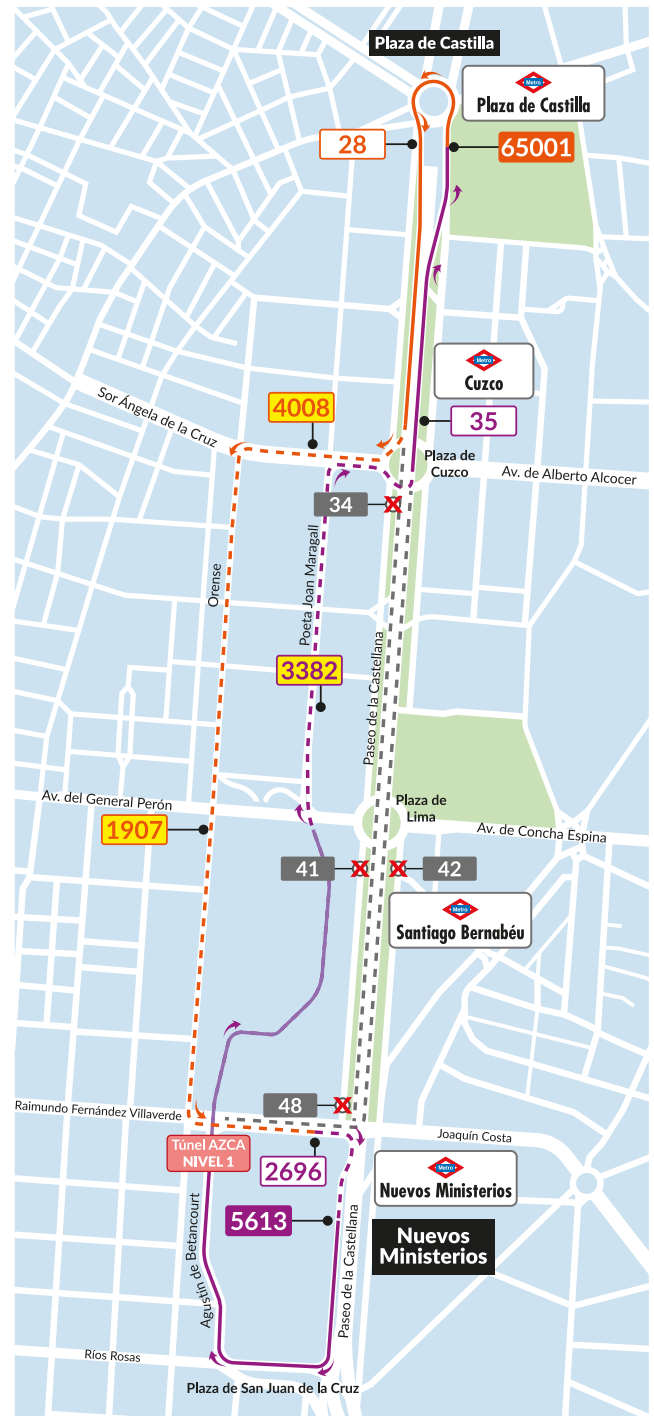 Plaza de Castilla
Metro
Plaza de Castilla
28
65001
Metro
Cuzco
Sor Ángela de la Cruz
4008
35
Plaza de
Cuzco
Av. de Alberto Alcocer
34
Orense
Poeta Joan Maragall
3382
Paseo de la Castellana
Av. del General Perón
Plaza de
Lima
1907
Av. de Concha Espina
41
42
Metro
Santiago Bernabéu
48
Raimundo Fernández Villaverde
Joaquín Costa
Túnel AZCA
NIVEL 1
2696
Metro
Nuevos Ministerios
5613
Nuevos
Ministerios
Agustín de Betancourt
Paseo de la Castellana
Ríos Rosas
Plaza de San Juan de la Cruz